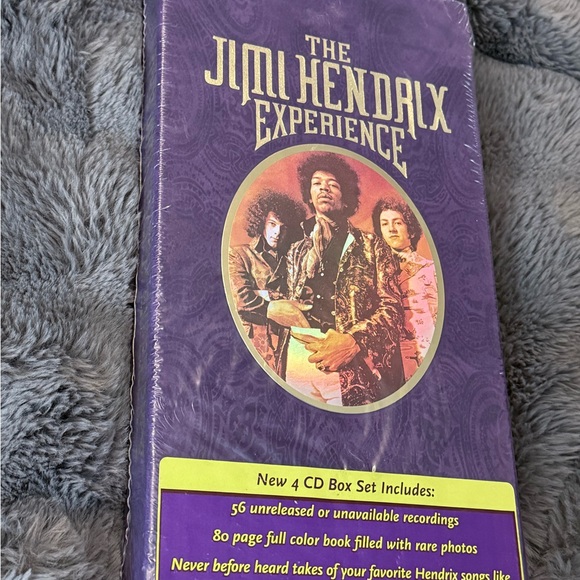 THE
JIMI HENDRIX
EXPERIENCE
New 4 CD Box Set Includes:
56 unreleased or unavailable recordings
80 page full color book filled with rare photos
Never before heard takes of your favorite Hendrix songs like